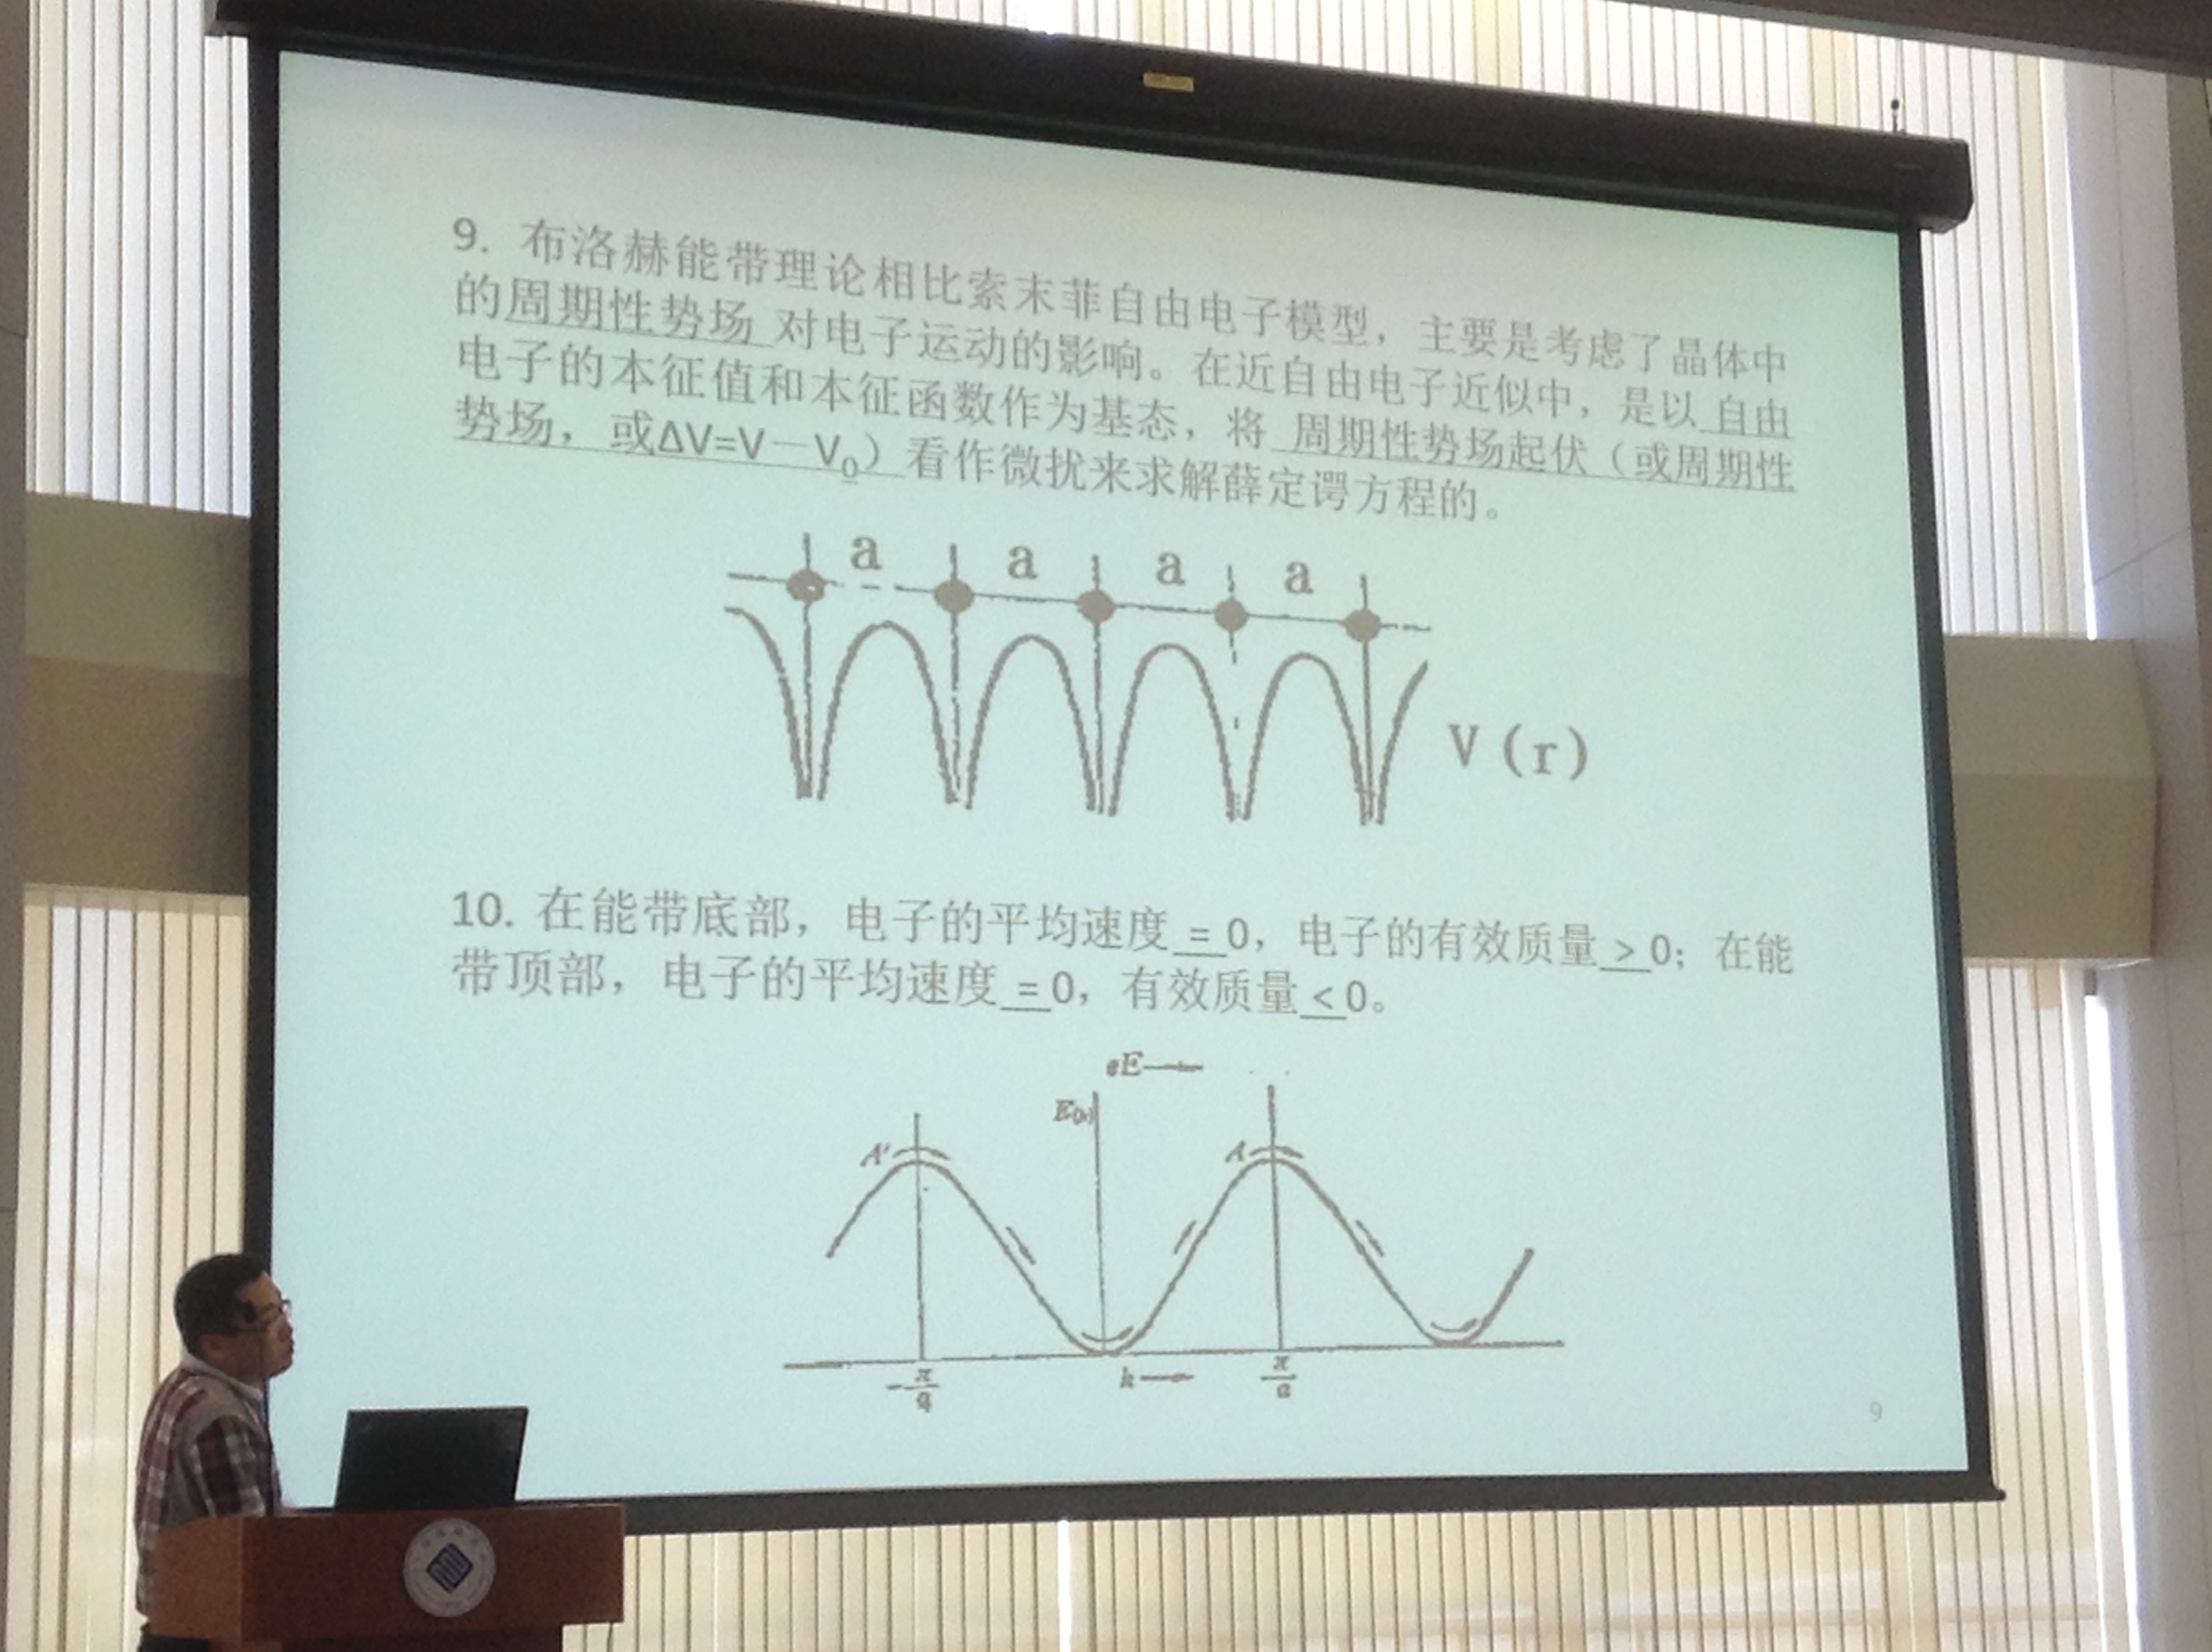 9. 布洛赫能带理论相比索末菲自由电子模型，主要是考虑了晶体中
的周期性势场 对电子运动的影响。在近自由电子近似中，是以 自由
电子的本征值和本征函数作为基态，将 周期性势场起伏（或周期性
势场，或ΔV=V－V₀）看作微扰来求解薛定谔方程的。
a a a a
V(r)
10. 在能带底部，电子的平均速度 = 0，电子的有效质量 > 0；在能
带顶部，电子的平均速度 = 0，有效质量 < 0。
eE
A' A
-π/a k π/a
9